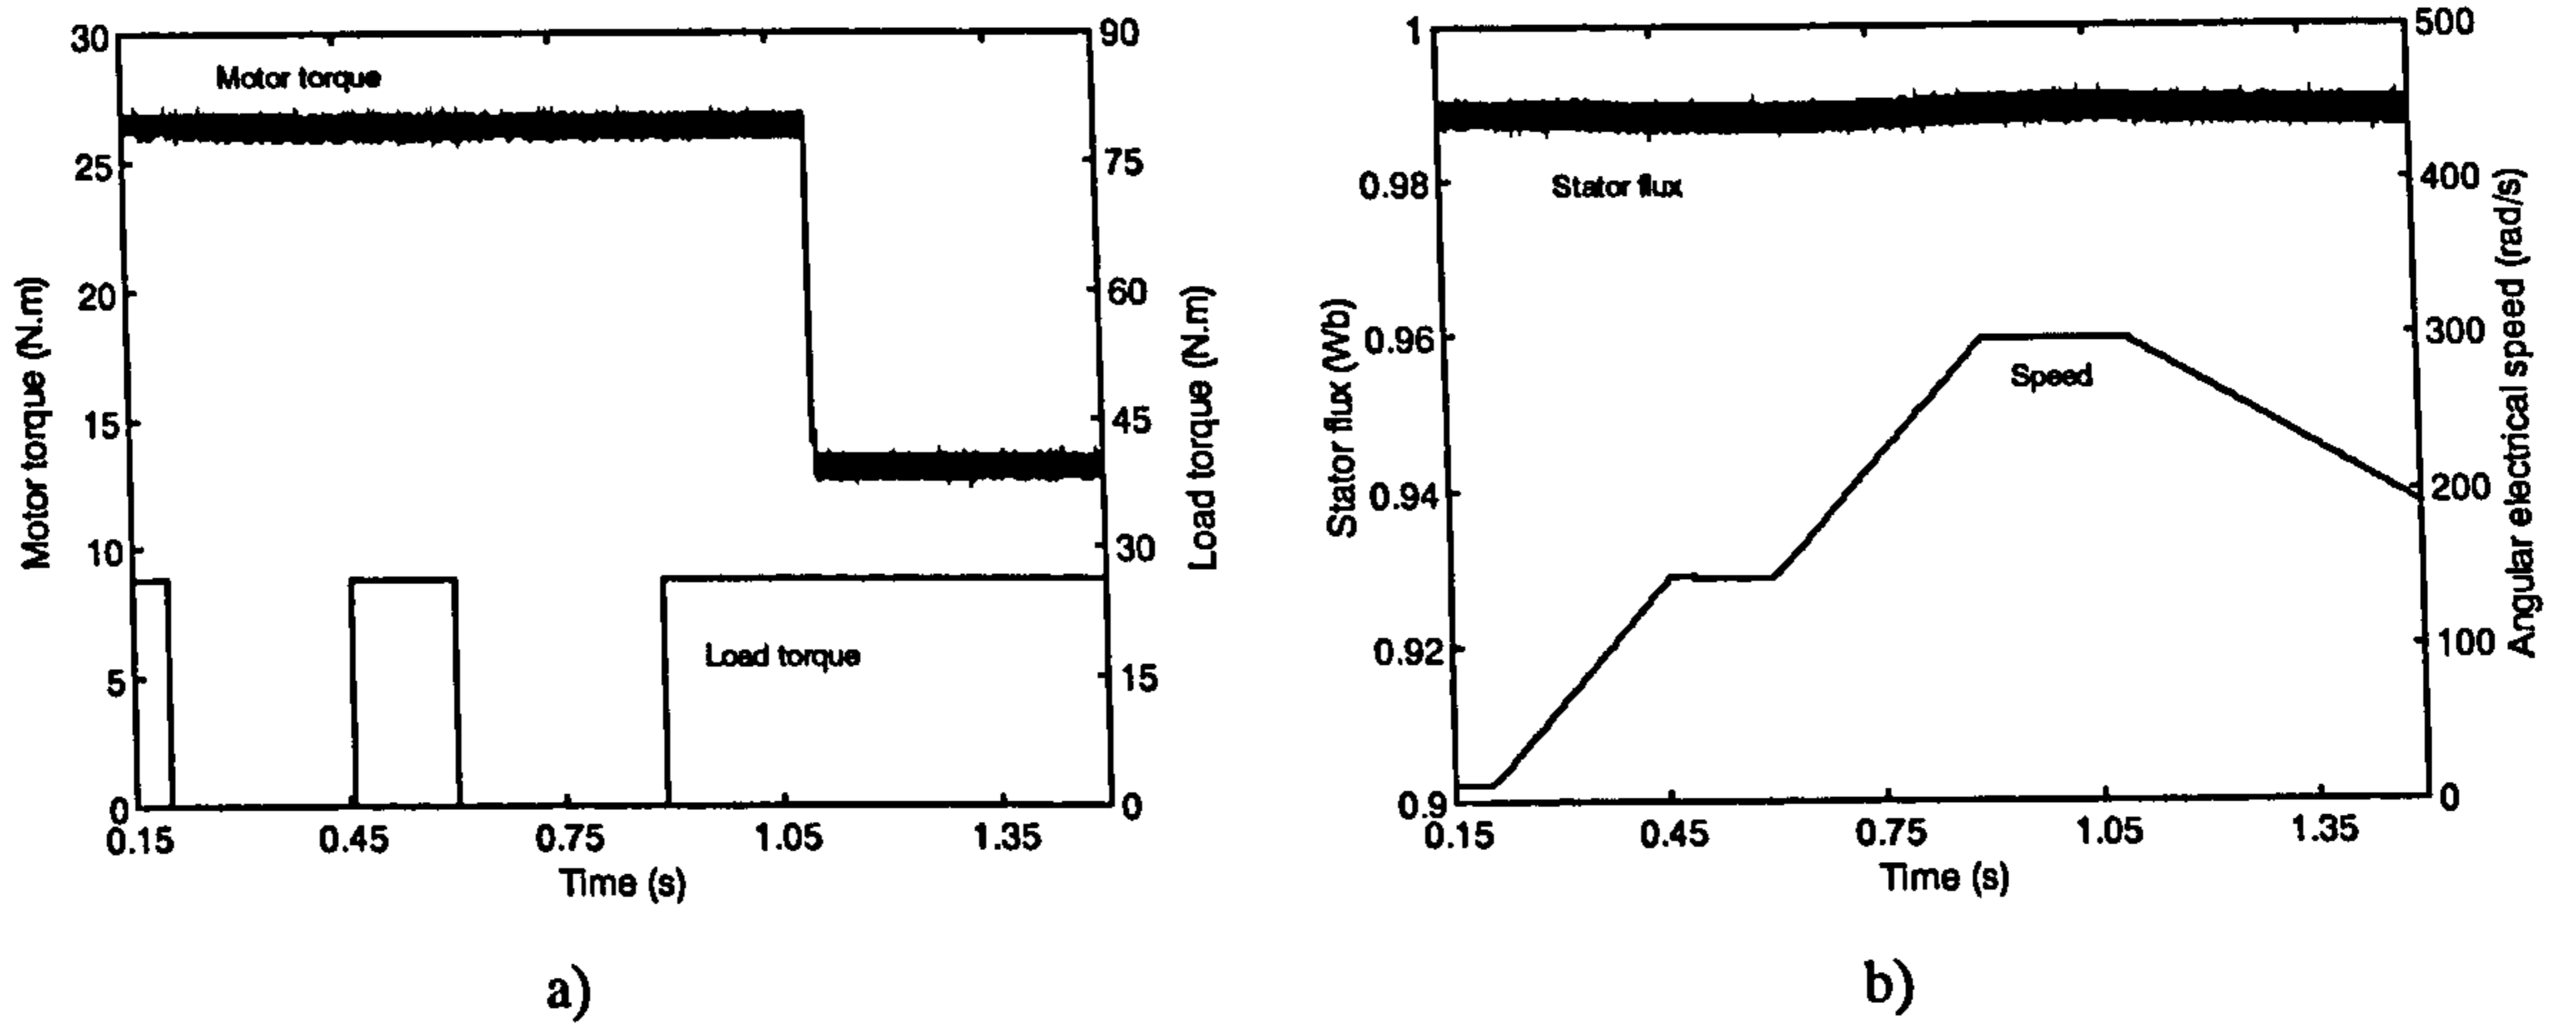 30
25
20
15
10
5
0
Motor torque (N.m)
Motor torque
Load torque
90
75
60
45
30
15
0
Load torque (N.m)
0.15 0.45 0.75 1.05 1.35
Time (s)
a)
1
0.98
0.96
0.94
0.92
0.9
Stator flux (Wb)
Stator flux
Speed
500
400
300
200
100
0
Angular electrical speed (rad/s)
0.15 0.45 0.75 1.05 1.35
Time (s)
b)